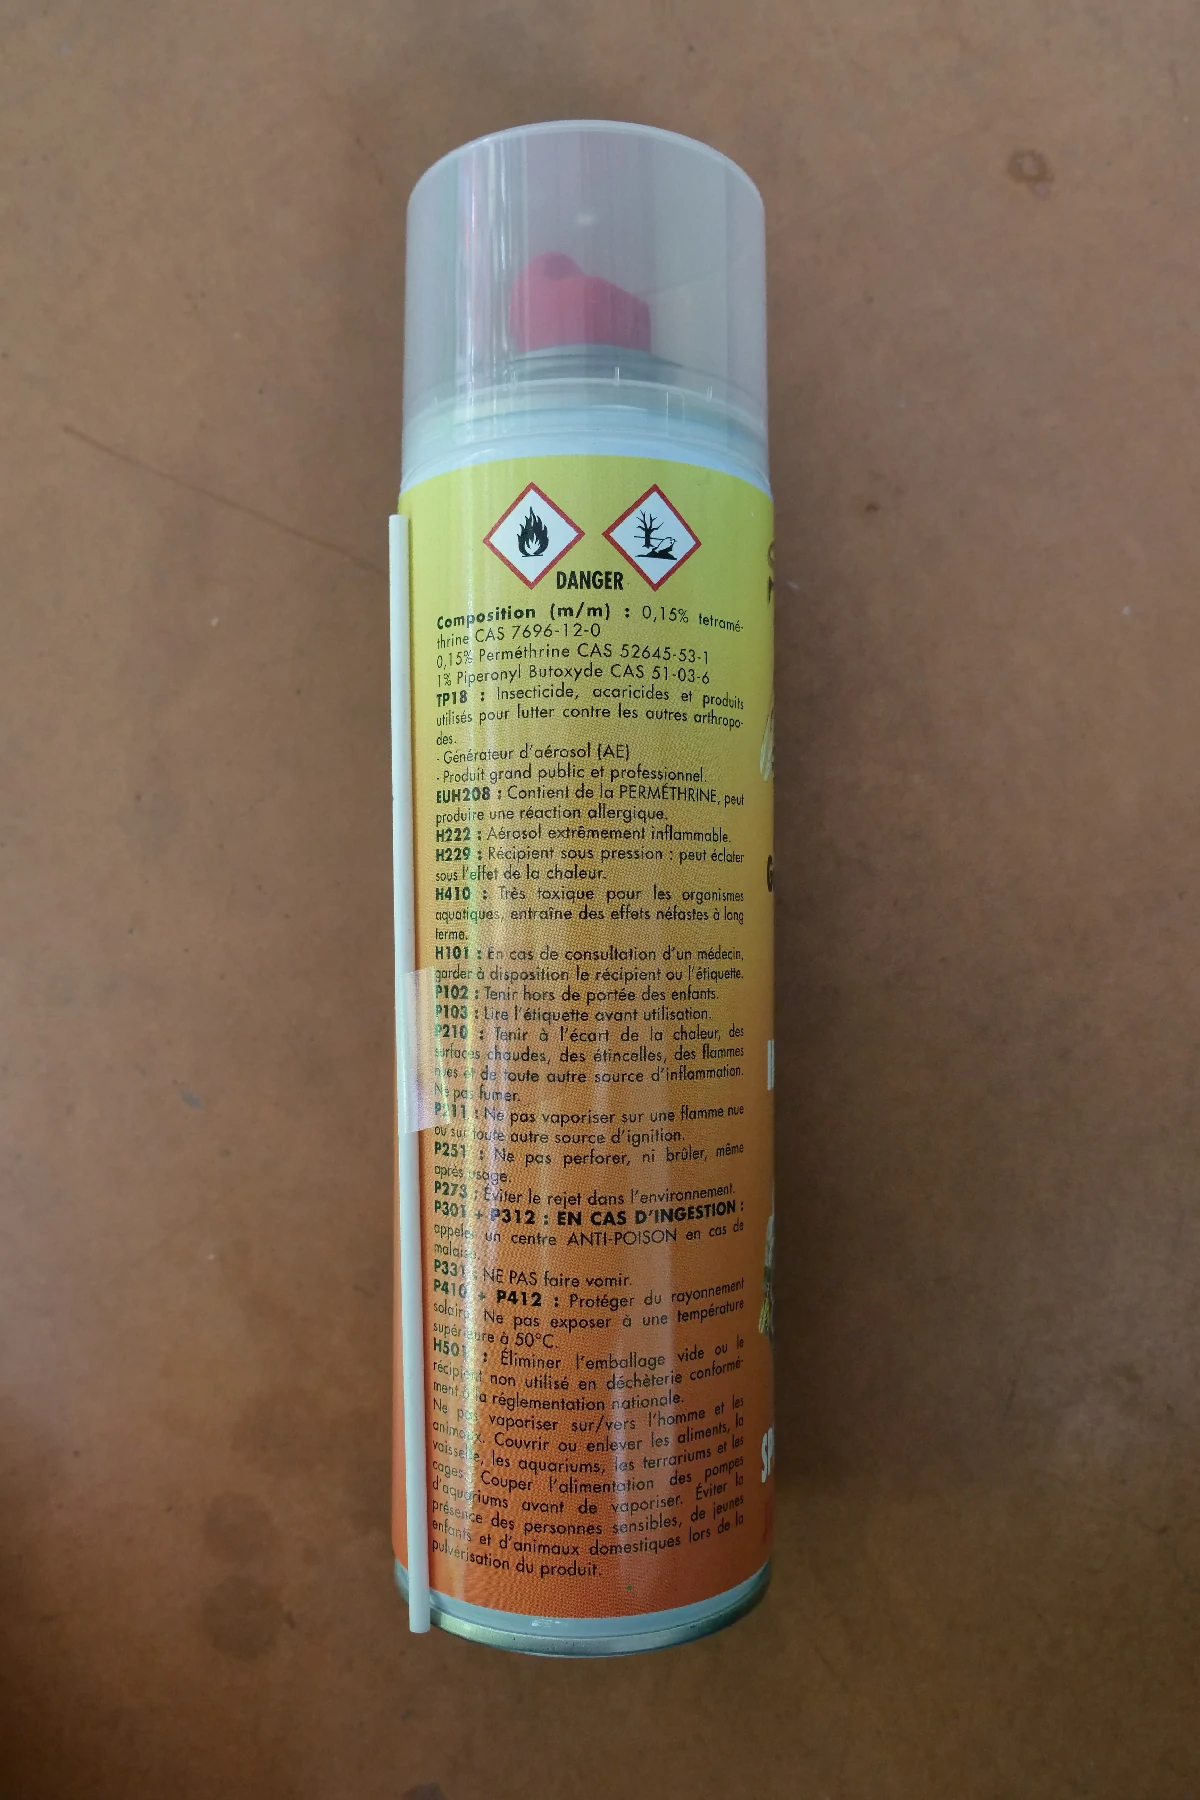 DANGER
Composition (m/m) : 0,15% tetramé-
thrine CAS 7696-12-0
0,15% Perméthrine CAS 52645-53-1
1% Piperonyl Butoxyde CAS 51-03-6
TP18 : Insecticide, acaricides et produits
utilisés pour lutter contre les autres arthropo-
des.
- Générateur d'aérosol (AE)
- Produit grand public et professionnel.
EUH208 : Contient de la PERMÉTHRINE, peut
produire une réaction allergique.
H222 : Aérosol extrêmement inflammable.
H229 : Récipient sous pression : peut éclater
sous l'effet de la chaleur.
H410 : Très toxique pour les organismes
aquatiques, entraîne des effets néfastes à long
terme.
H101 : En cas de consultation d'un médecin,
garder à disposition le récipient ou l'étiquette.
P102 : Tenir hors de portée des enfants.
P103 : Lire l'étiquette avant utilisation.
P210 : Tenir à l'écart de la chaleur, des
surfaces chaudes, des étincelles, des flammes
nues et de toute autre source d'inflammation.
Ne pas fumer.
P211 : Ne pas vaporiser sur une flamme nue
ou sur toute autre source d'ignition.
P251 : Ne pas perforer, ni brûler, même
après usage.
P273 : Éviter le rejet dans l'environnement.
P301 + P312 : EN CAS D'INGESTION :
appeler un centre ANTI-POISON en cas de
malaise.
P331 : NE PAS faire vomir.
P410 + P412 : Protéger du rayonnement
solaire. Ne pas exposer à une température
supérieure à 50°C.
H501 : Éliminer l'emballage vide ou le
récipient non utilisé en déchèterie conformé-
ment à la réglementation nationale.
Ne pas vaporiser sur/vers l'homme et les
animaux. Couvrir ou enlever les aliments, la
vaisselle, les aquariums, les terrariums et les
cages. Couper l'alimentation des pompes
d'aquariums avant de vaporiser. Éviter la
présence des personnes sensibles, de jeunes
enfants et d'animaux domestiques lors de la
pulvérisation du produit.